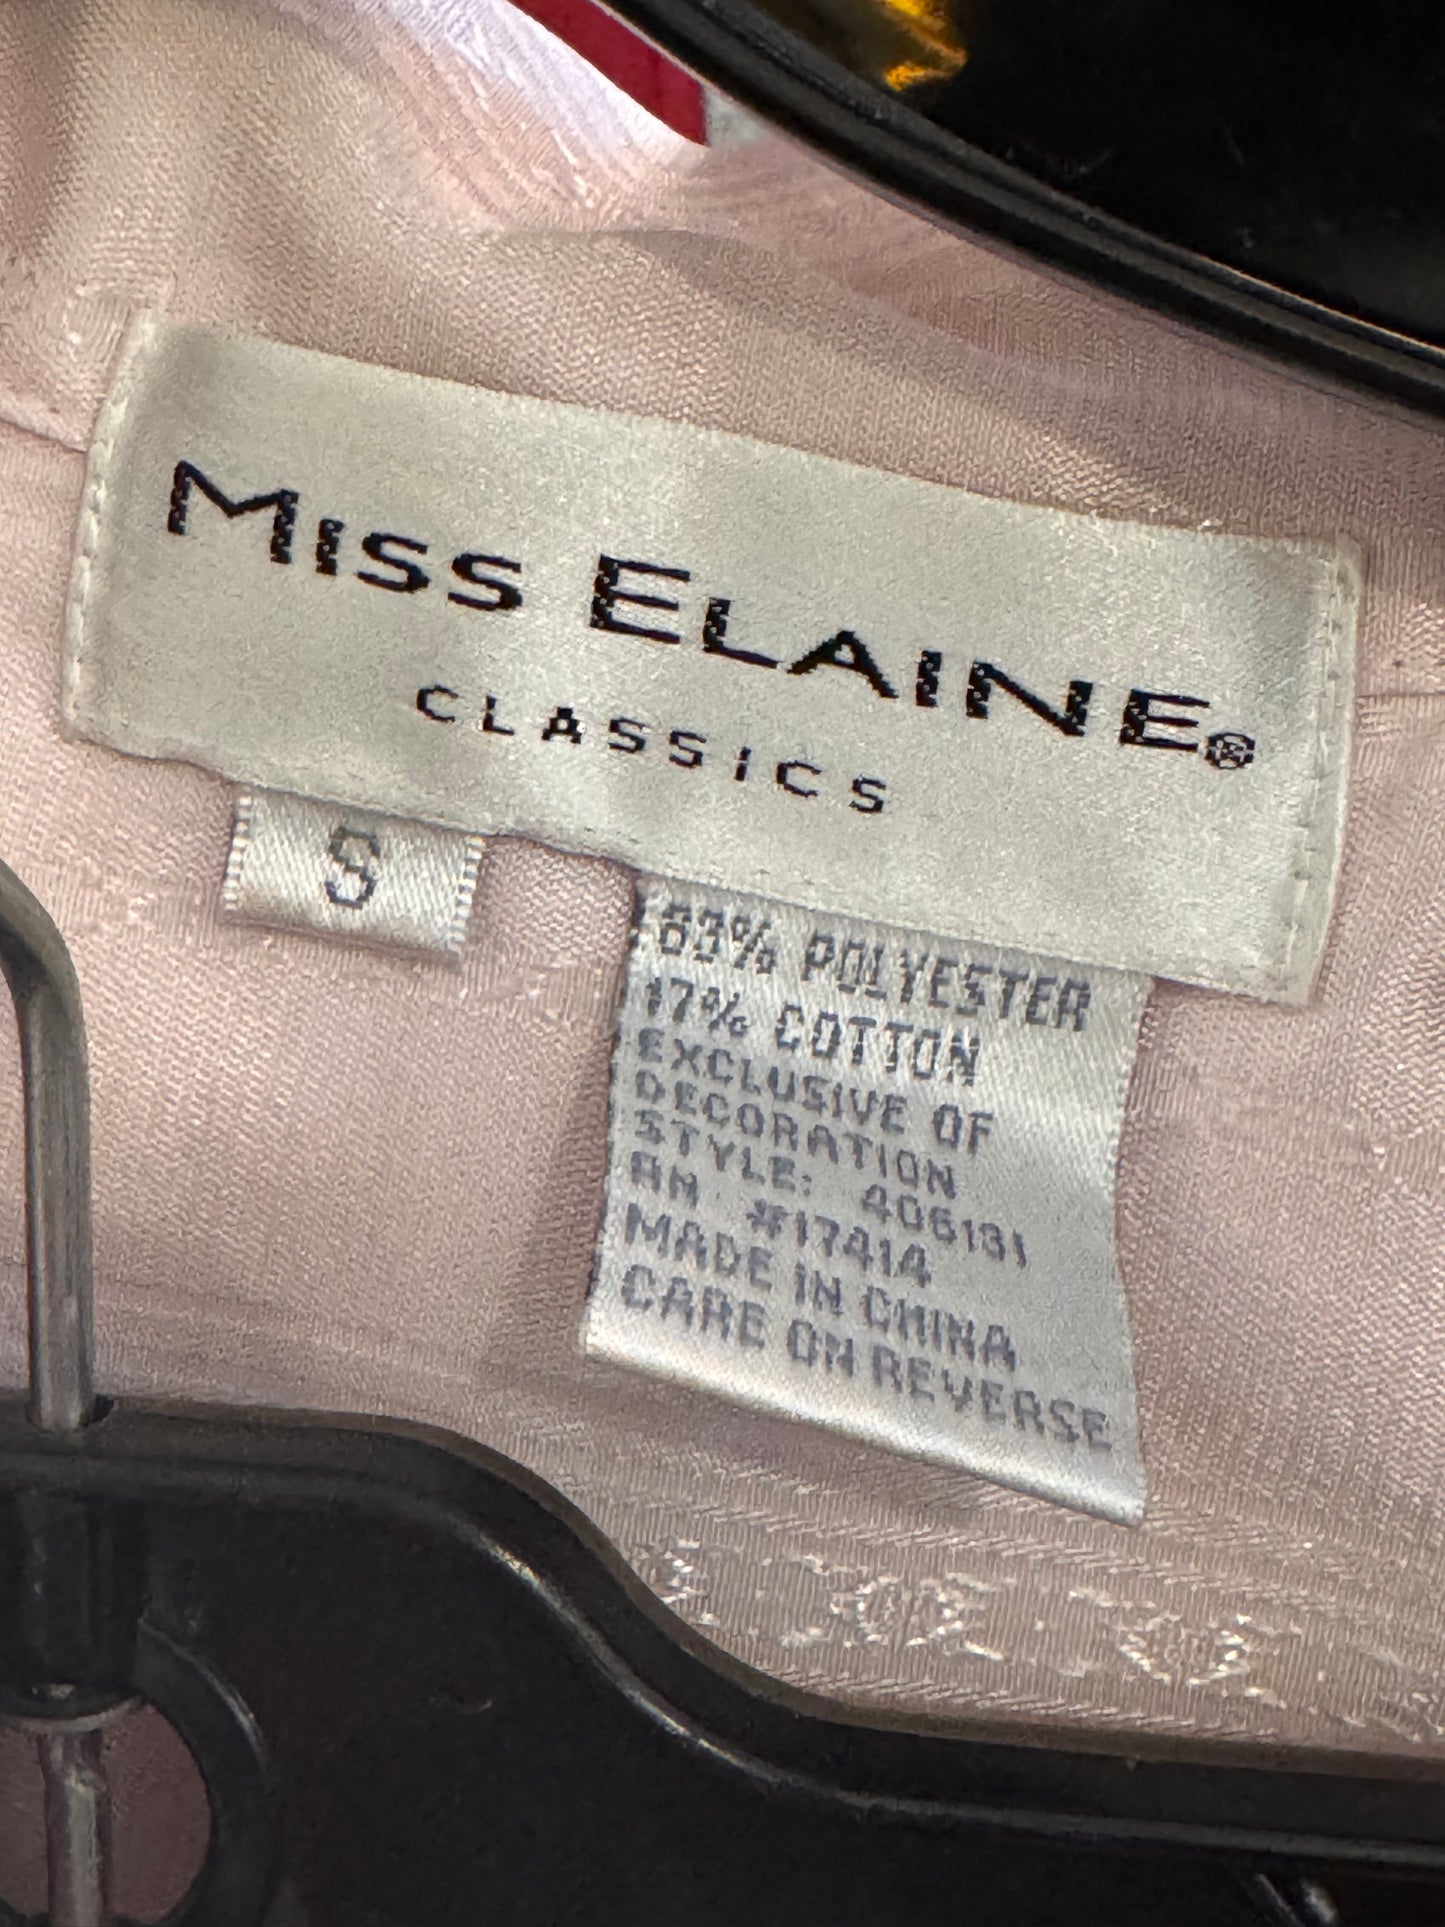 MISS ELAINE®
CLASSICS
S
83% POLYESTER
17% COTTON
EXCLUSIVE OF
DECORATION
STYLE: 406131
RN #17414
MADE IN CHINA
CARE ON REVERSE